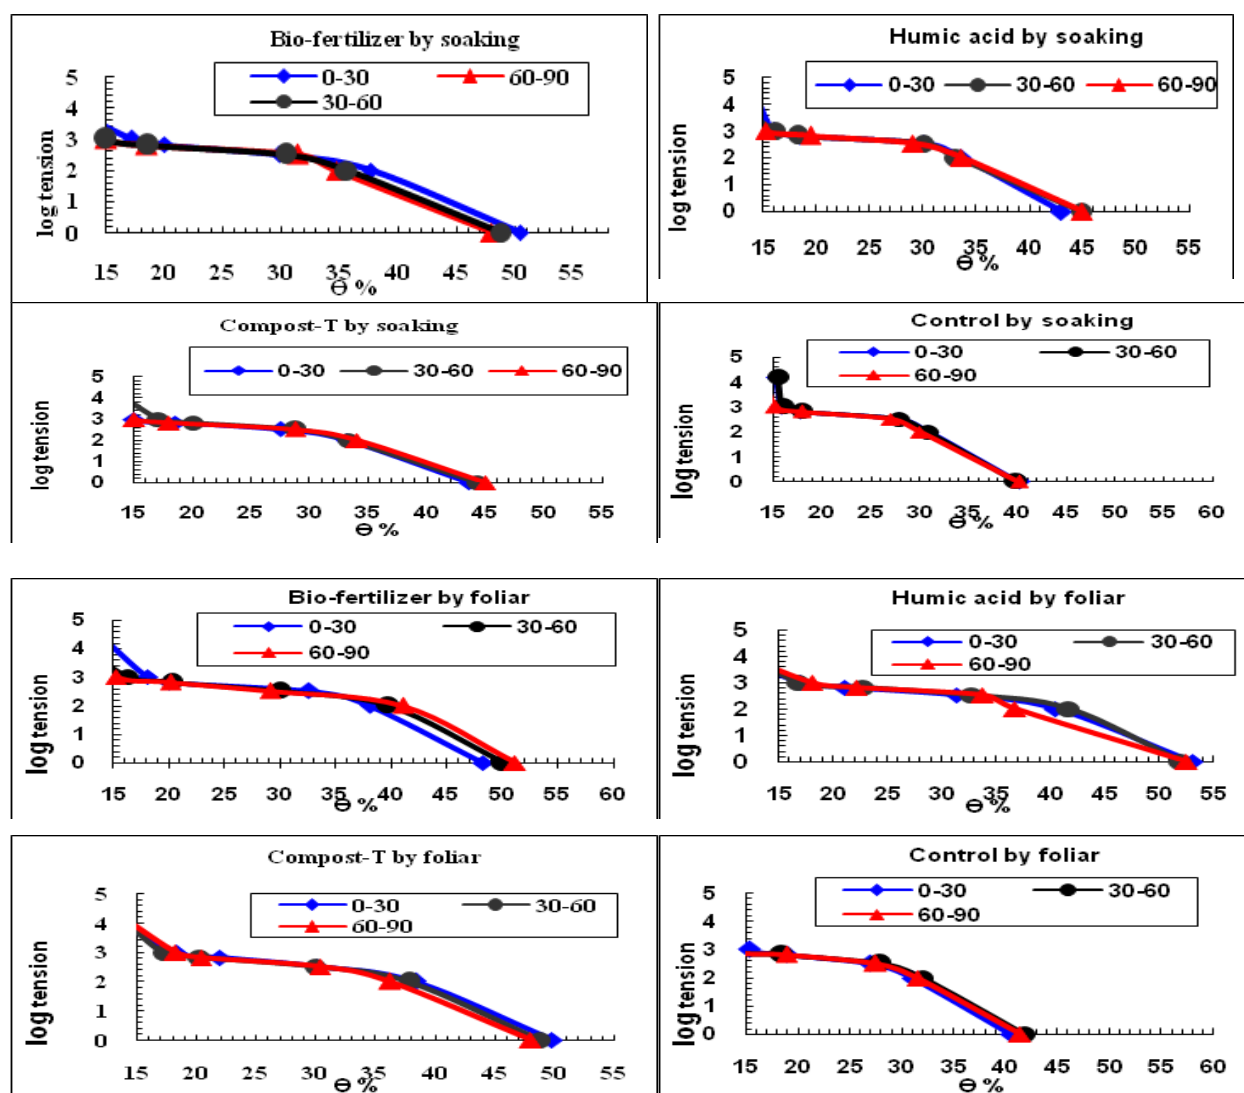 Bio-fertilizer by soaking
0-30 60-90
30-60
5
4
3
2
1
0
log tension
15 20 25 30 35 40 45 50 55
Ө %
Humic acid by soaking
0-30 30-60 60-90
5
4
3
2
1
0
log tension
15 20 25 30 35 40 45 50 55
Ө %
Compost-T by soaking
0-30 30-60 60-90
5
4
3
2
1
0
log tension
15 20 25 30 35 40 45 50 55
Ө %
Control by soaking
0-30 30-60
60-90
5
4
3
2
1
0
log tension
15 20 25 30 35 40 45 50 55 60
Ө %
Bio-fertilizer by foliar
0-30 30-60
60-90
5
4
3
2
1
0
log tension
15 20 25 30 35 40 45 50 55 60
Ө %
Humic acid by foliar
0-30 30-60
60-90
5
4
3
2
1
0
log tension
15 20 25 30 35 40 45 50 55
Ө %
Compost-T by foliar
0-30 30-60
60-90
5
4
3
2
1
0
log tension
15 20 25 30 35 40 45 50 55
Ө %
Control by foliar
0-30 30-60
60-90
5
4
3
2
1
0
log tension
15 20 25 30 35 40 45 50 55 60
Ө %